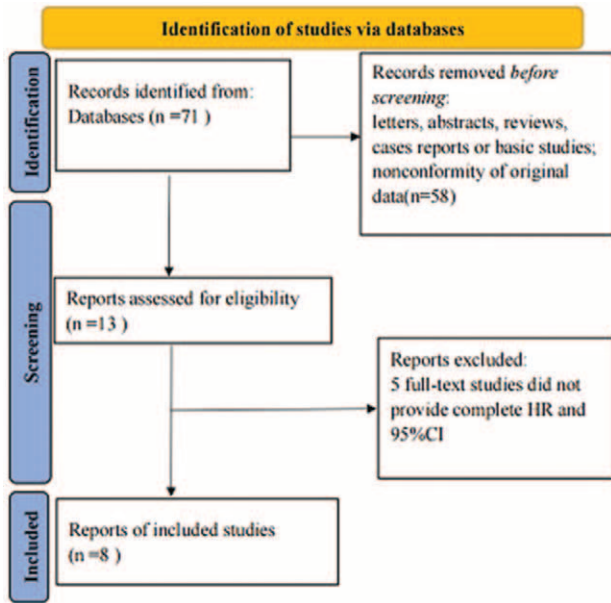 Identification of studies via databases
Identification
Records identified from:
Databases (n =71 )
Records removed before
screening:
letters, abstracts, reviews,
cases reports or basic studies;
nonconformity of original
data(n=58)
Screening
Reports assessed for eligibility
(n =13 )
Reports excluded:
5 full-text studies did not
provide complete HR and
95%CI
Included
Reports of included studies
(n =8 )